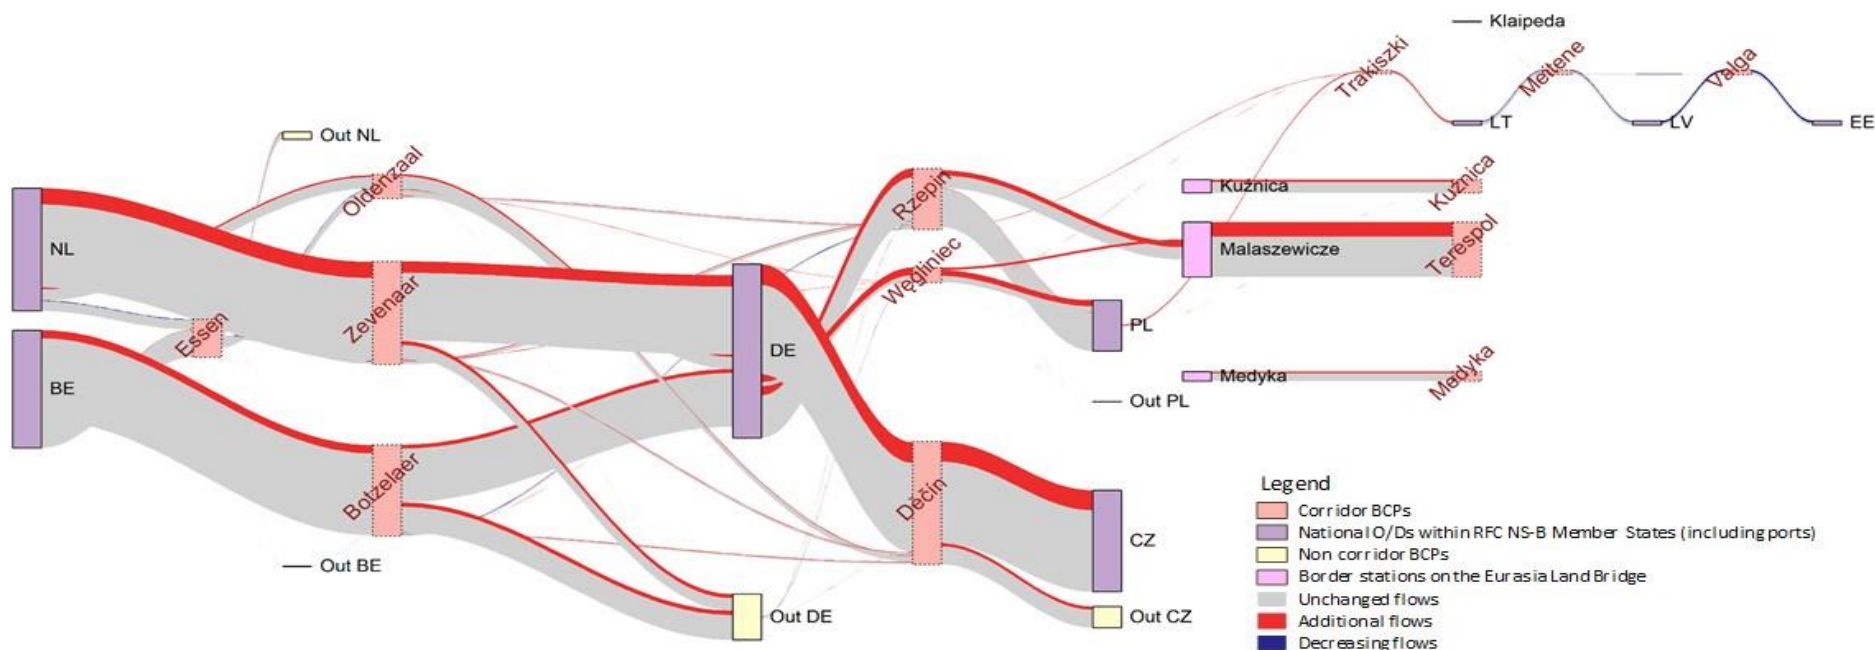 Klaipeda
Trakiszki
Meitene
Valga
LT
LV
EE
Out NL
Oldenzaal
Rzepin
Kuźnica
Kuźnica
NL
Zevenaar
Węgliniec
Malaszewicze
Terespol
Essen
DE
PL
BE
Medyka
Medyka
Out PL
Botzelaer
Děčín
CZ
Out BE
Out DE
Out CZ
Legend
Corridor BCPs
National O/Ds within RFC NS-B Member States (including ports)
Non corridor BCPs
Border stations on the Eurasia Land Bridge
Unchanged flows
Additional flows
Decreasing flows